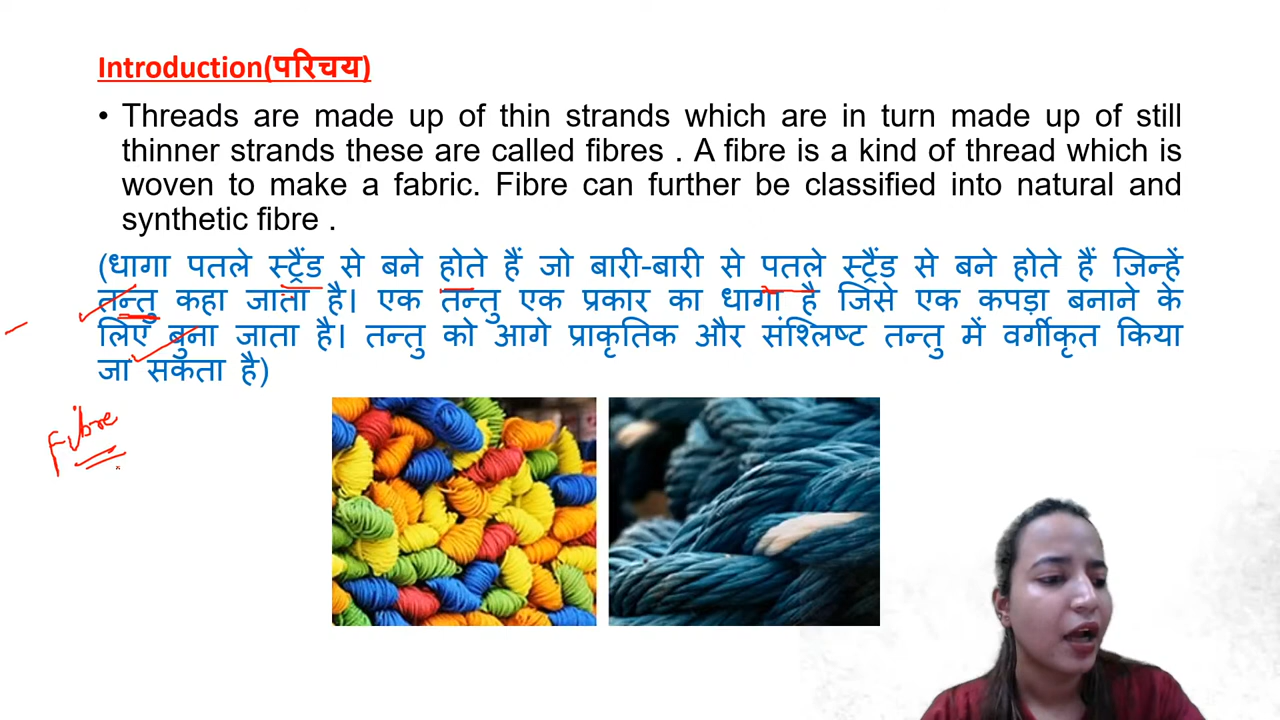 Introduction(परिचय)
• Threads are made up of thin strands which are in turn made up of still
thinner strands these are called fibres . A fibre is a kind of thread which is
woven to make a fabric. Fibre can further be classified into natural and
synthetic fibre .
(धागा पतले स्ट्रैंड से बने होते हैं जो बारी-बारी से पतले स्ट्रैंड से बने होते हैं जिन्हें
तन्तु कहा जाता है। एक तन्तु एक प्रकार का धागा है जिसे एक कपड़ा बनाने के
लिए बुना जाता है। तन्तु को आगे प्राकृतिक और संश्लिष्ट तन्तु में वर्गीकृत किया
जा सकता है)
Fibre